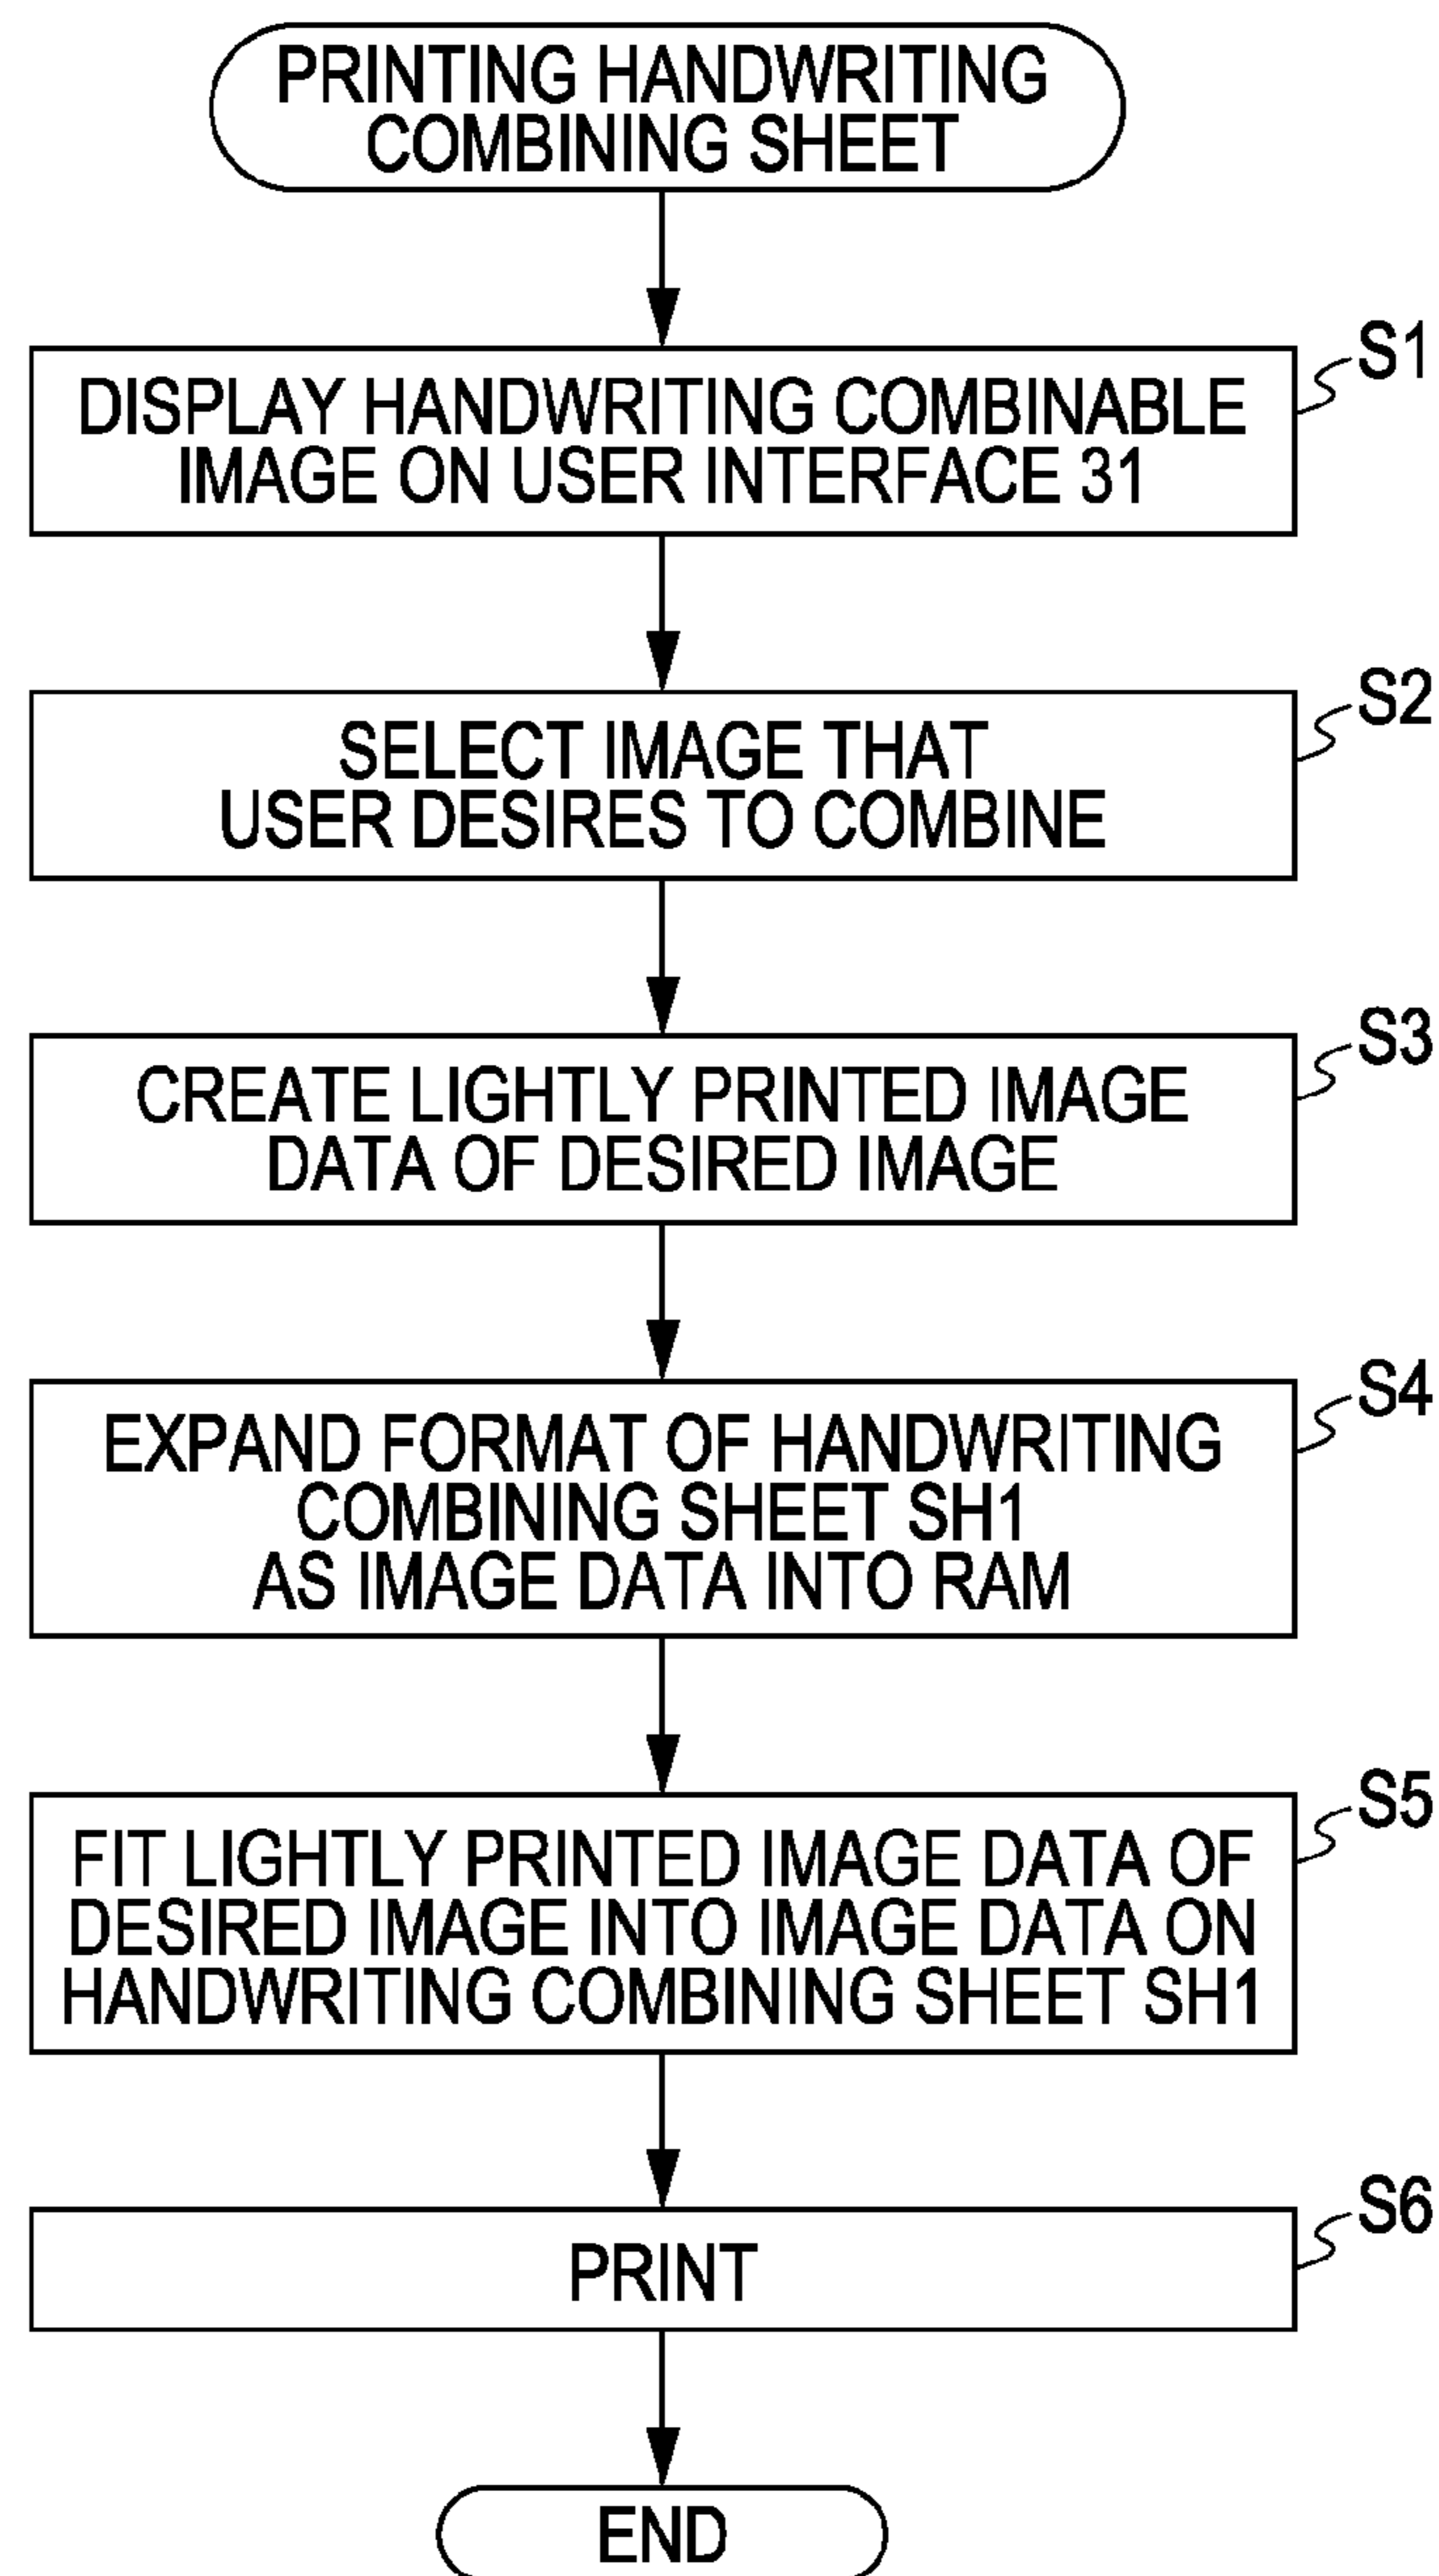 PRINTING HANDWRITING
COMBINING SHEET
S1
DISPLAY HANDWRITING COMBINABLE
IMAGE ON USER INTERFACE 31
S2
SELECT IMAGE THAT
USER DESIRES TO COMBINE
S3
CREATE LIGHTLY PRINTED IMAGE
DATA OF DESIRED IMAGE
S4
EXPAND FORMAT OF HANDWRITING
COMBINING SHEET SH1
AS IMAGE DATA INTO RAM
S5
FIT LIGHTLY PRINTED IMAGE DATA OF
DESIRED IMAGE INTO IMAGE DATA ON
HANDWRITING COMBINING SHEET SH1
S6
PRINT
END